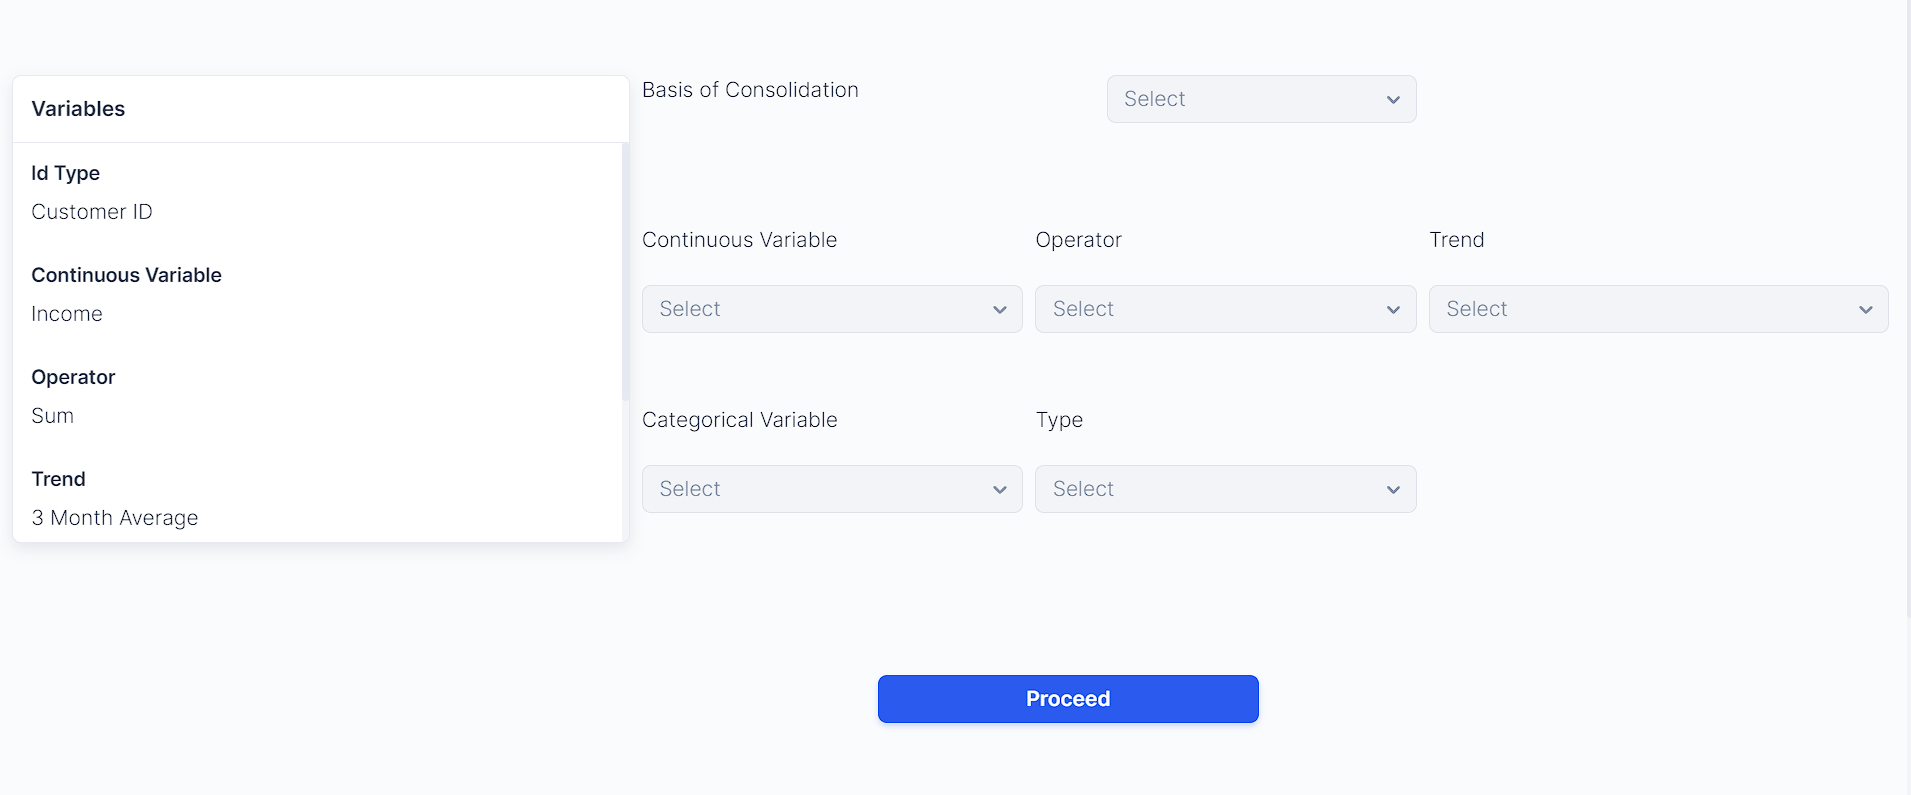 Variables
Id Type
Customer ID
Continuous Variable
Income
Operator
Sum
Trend
3 Month Average
Basis of Consolidation
Select
Continuous Variable
Operator
Trend
Select
Select
Select
Categorical Variable
Type
Select
Select
Proceed